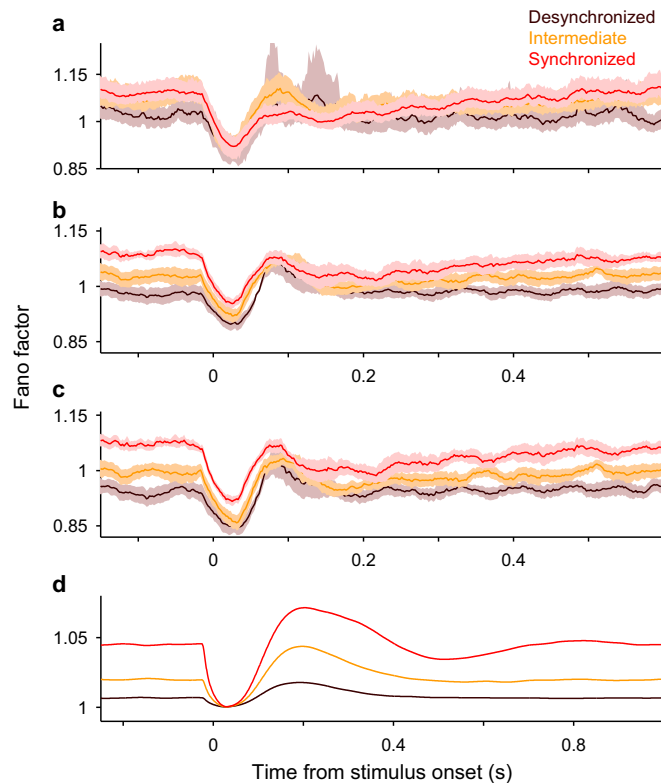 Desynchronized
Intermediate
Synchronized
a
1.15
1
0.85
b
1.15
1
0.85
0 0.2 0.4
c
1.15
1
0.85
0 0.2 0.4
d
1.05
1
0 0.4 0.8
Time from stimulus onset (s)
Fano factor